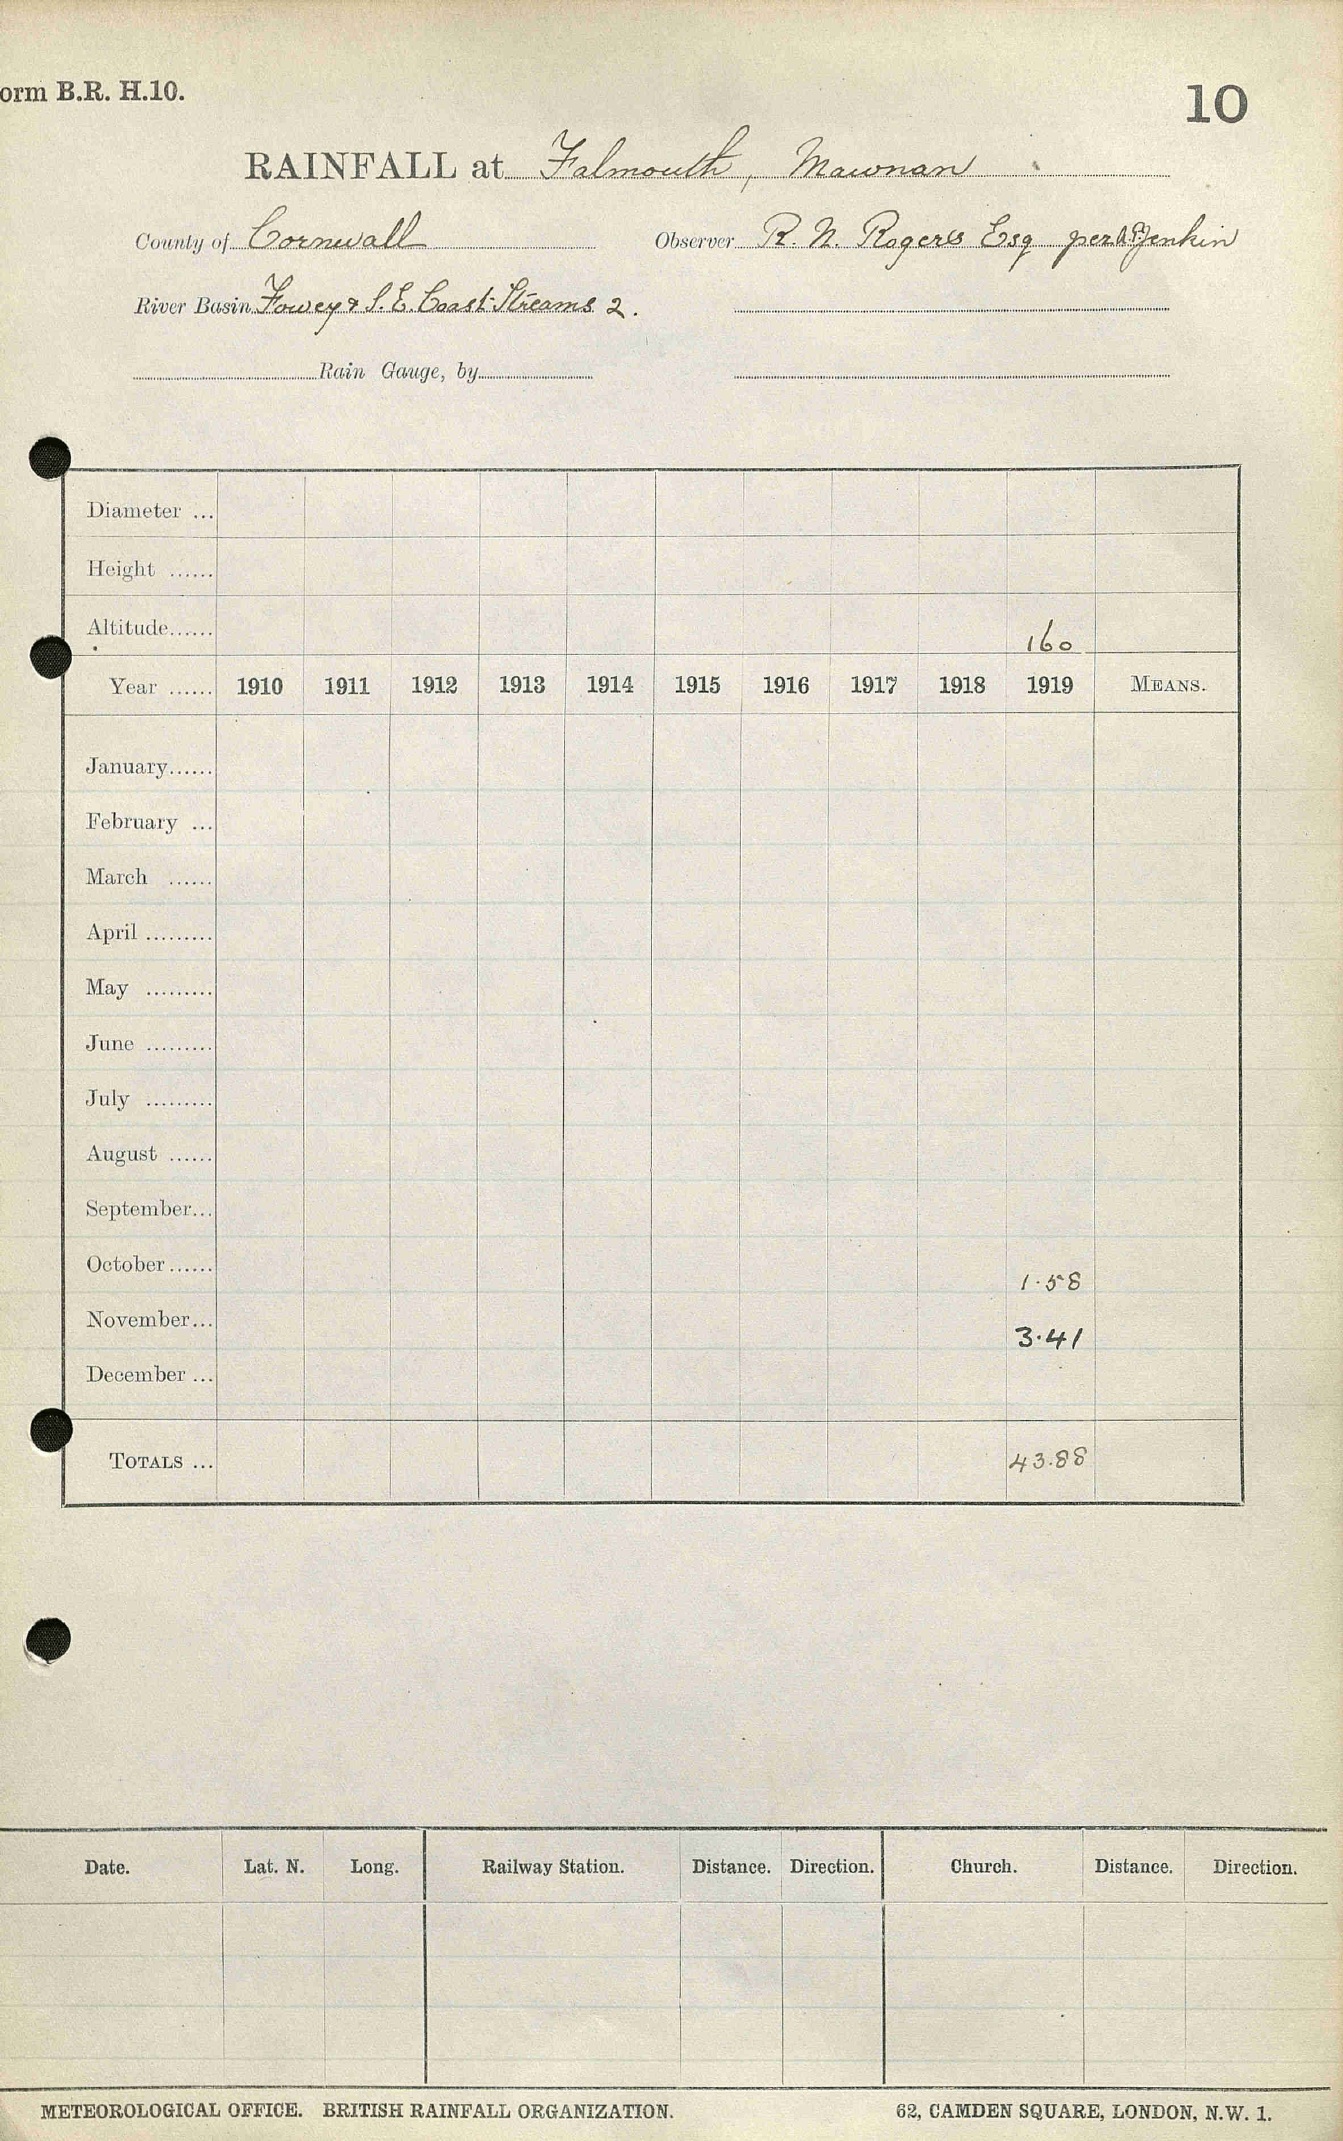 orm B.R. H.10.
10
RAINFALL at Falmouth, Mawnan
County of Cornwall Observer R. N. Rogers Esq per Jenkin
River Basin Fowey & S.E. Coast Streams 2.
Rain Gauge, by
Diameter ...
Height ......
Altitude...... 160
Year ...... 1910 1911 1912 1913 1914 1915 1916 1917 1918 1919 MEANS.
January......
February ...
March ......
April .........
May .........
June .........
July .........
August ......
September...
October...... 1.58
November... 3.41
December ...
TOTALS ... 43.88
Date. Lat. N. Long. Railway Station. Distance. Direction. Church. Distance. Direction.
METEOROLOGICAL OFFICE. BRITISH RAINFALL ORGANIZATION. 62, CAMDEN SQUARE, LONDON, N.W. 1.